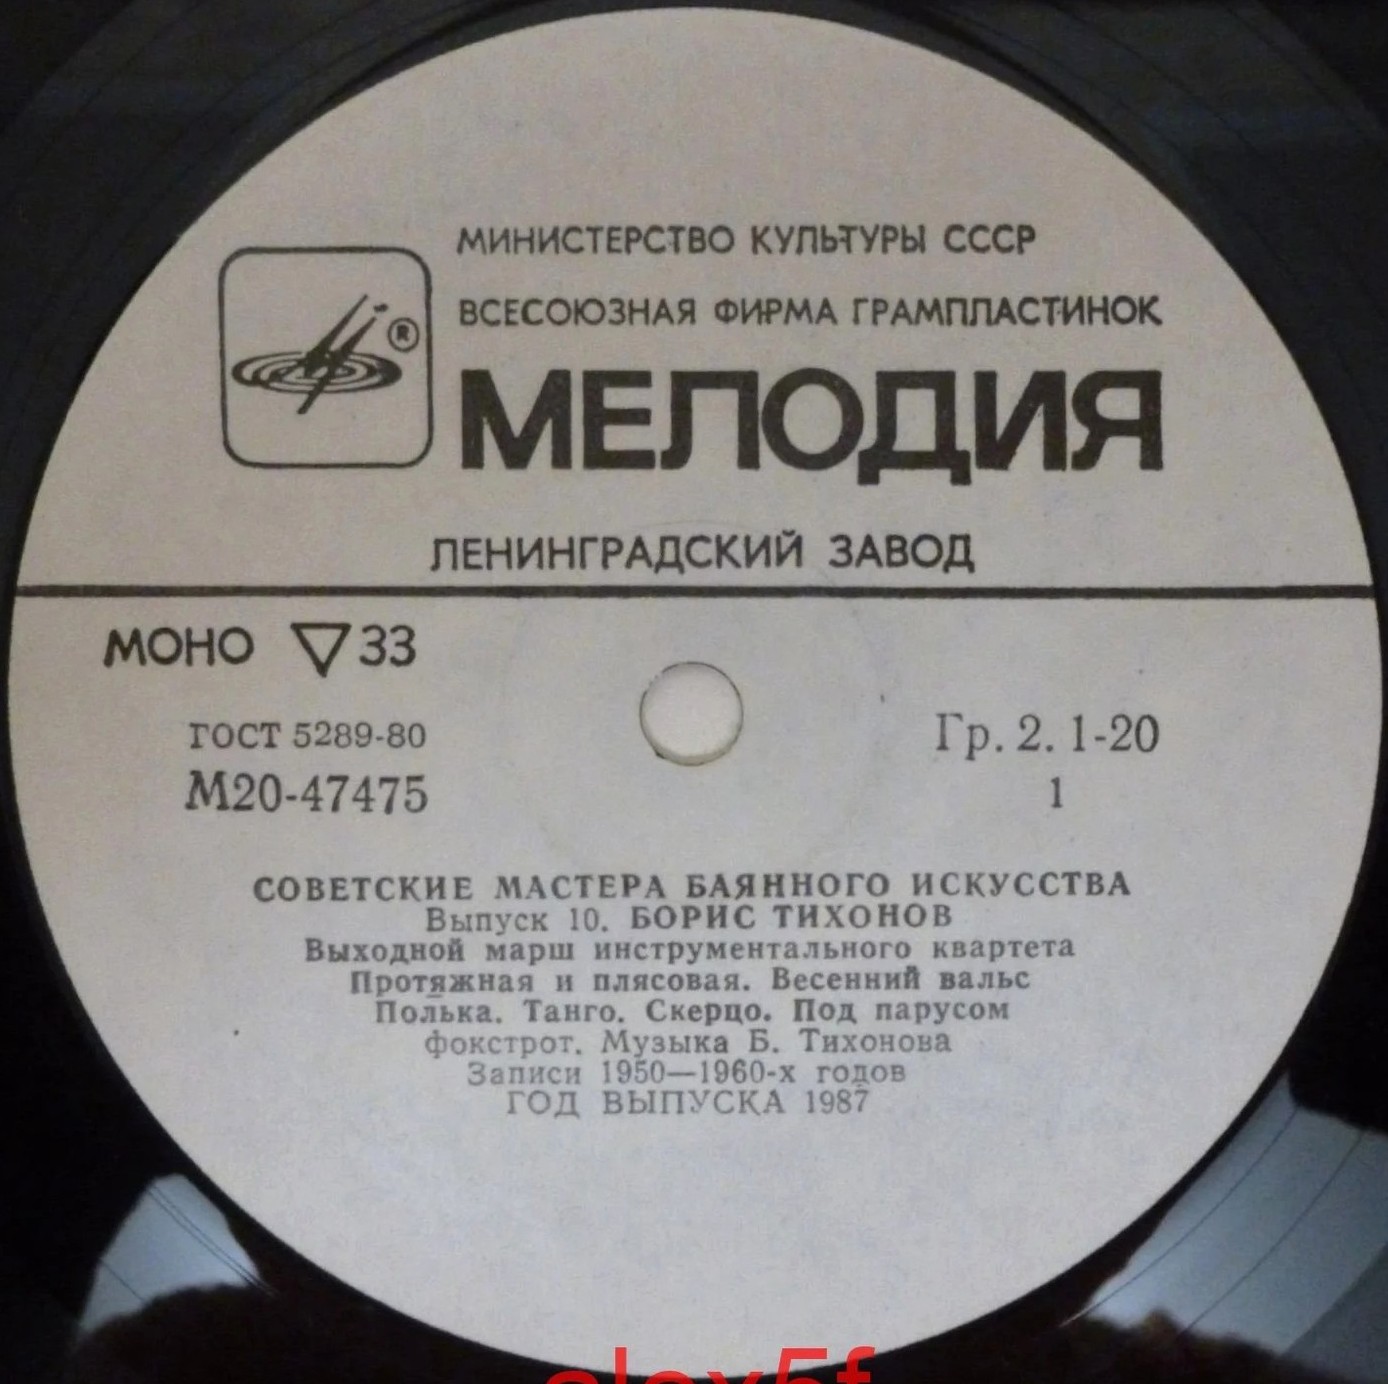 МИНИСТЕРСТВО КУЛЬТУРЫ СССР
ВСЕСОЮЗНАЯ ФИРМА ГРАМПЛАСТИНОК
®
МЕЛОДИЯ
ЛЕНИНГРАДСКИЙ ЗАВОД
МОНО ▽33
ГОСТ 5289-80
Гр. 2. 1-20
М20-47475
1
СОВЕТСКИЕ МАСТЕРА БАЯННОГО ИСКУССТВА
Выпуск 10. БОРИС ТИХОНОВ
Выходной марш инструментального квартета
Протяжная и плясовая. Весенний вальс
Полька. Танго. Скерцо. Под парусом
фокстрот. Музыка Б. Тихонова
Записи 1950—1960-х годов
ГОД ВЫПУСКА 1987
alex5f